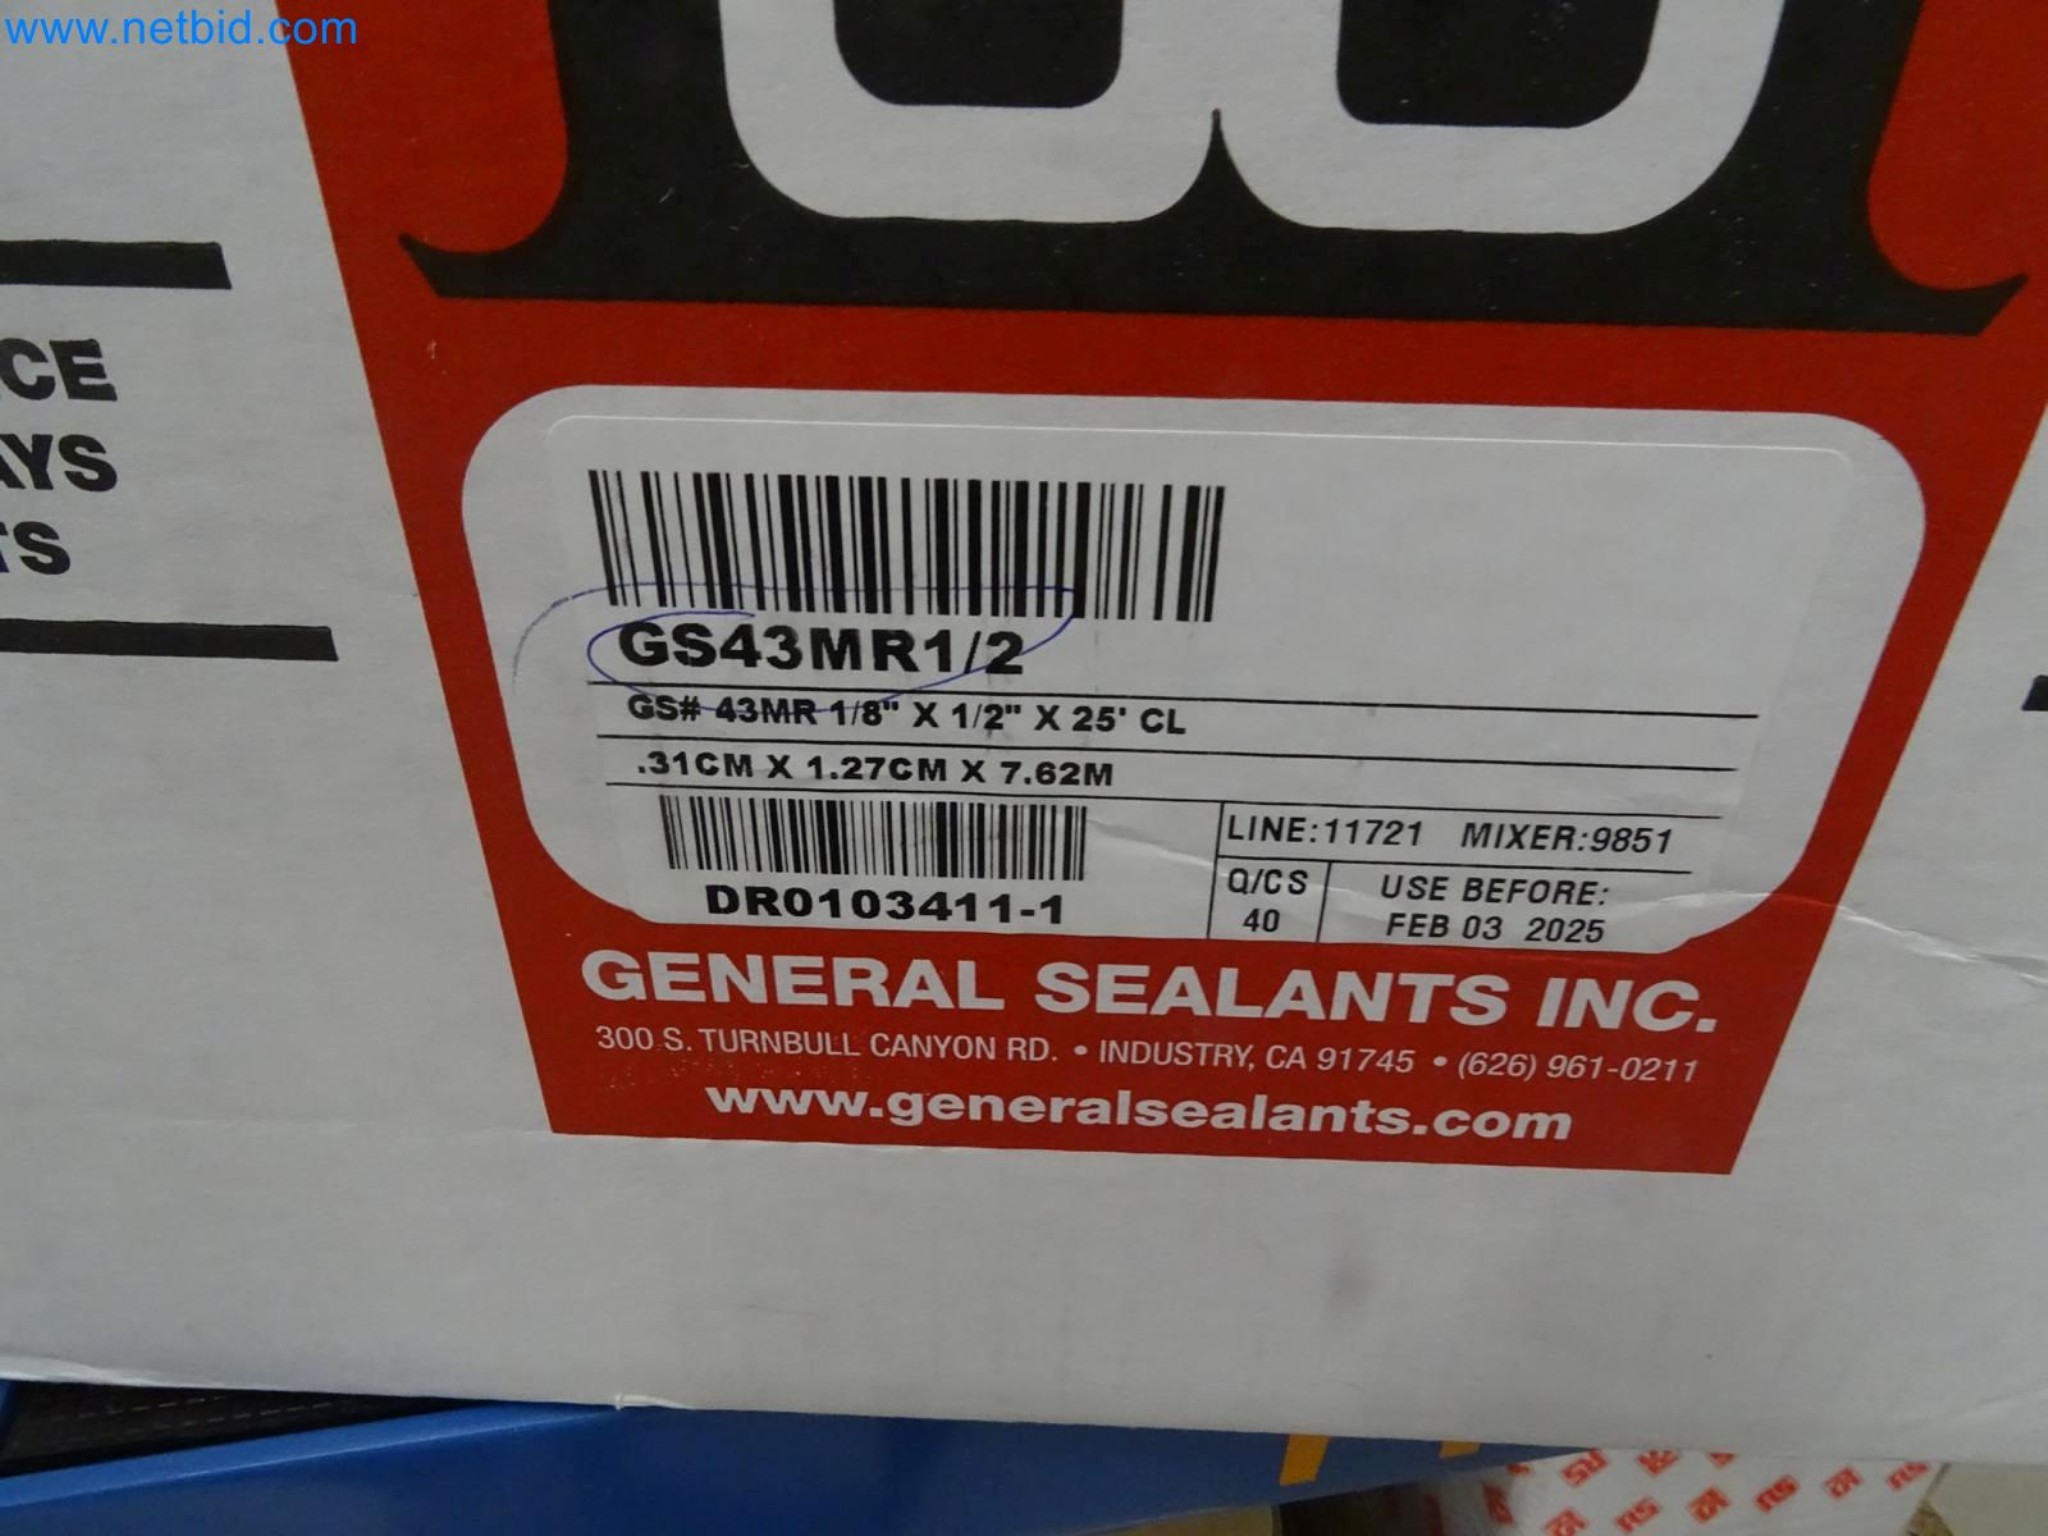 www.netbid.com
CE
AYS
TS
GS43MR1/2
GS# 43MR 1/8" X 1/2" X 25' CL
.31CM X 1.27CM X 7.62M
LINE:11721 MIXER:9851
DR0103411-1
Q/CS
40
USE BEFORE:
FEB 03 2025
GENERAL SEALANTS INC.
300 S. TURNBULL CANYON RD. • INDUSTRY, CA 91745 • (626) 961-0211
www.generalsealants.com